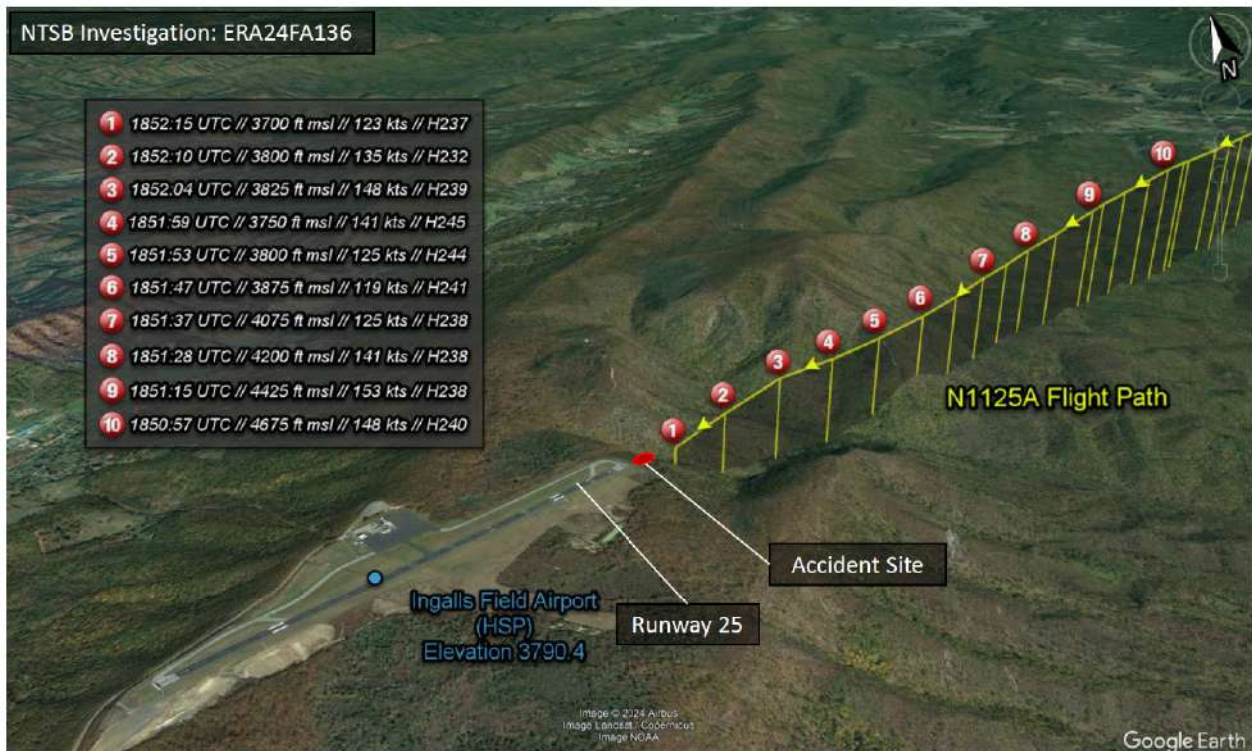 NTSB Investigation: ERA24FA136
N
1 1852:15 UTC // 3700 ft msl // 123 kts // H237
2 1852:10 UTC // 3800 ft msl // 135 kts // H232
3 1852:04 UTC // 3825 ft msl // 148 kts // H239
4 1851:59 UTC // 3750 ft msl // 141 kts // H245
5 1851:53 UTC // 3800 ft msl // 125 kts // H244
6 1851:47 UTC // 3875 ft msl // 119 kts // H241
7 1851:37 UTC // 4075 ft msl // 125 kts // H238
8 1851:28 UTC // 4200 ft msl // 141 kts // H238
9 1851:15 UTC // 4425 ft msl // 153 kts // H238
10 1850:57 UTC // 4675 ft msl // 148 kts // H240
10
9
8
7
6
5
4
3
2
1
N1125A Flight Path
Accident Site
Runway 25
Ingalls Field Airport
(HSP)
Elevation 3790.4
Image © 2024 Airbus
Image Landsat / Copernicus
Image NOAA
Google Earth